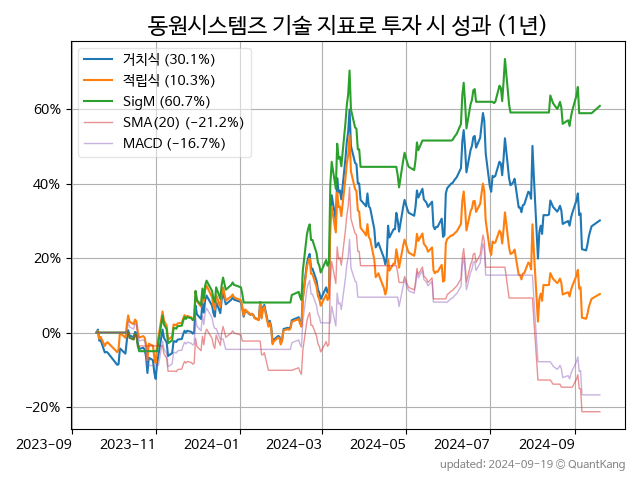 동원시스템즈 기술 지표로 투자 시 성과 (1년)
거치식 (30.1%)
적립식 (10.3%)
SigM (60.7%)
SMA(20) (−21.2%)
MACD (−16.7%)
60%
40%
20%
0%
−20%
2023-09 2023-11 2024-01 2024-03 2024-05 2024-07 2024-09
updated: 2024-09-19 © QuantKang